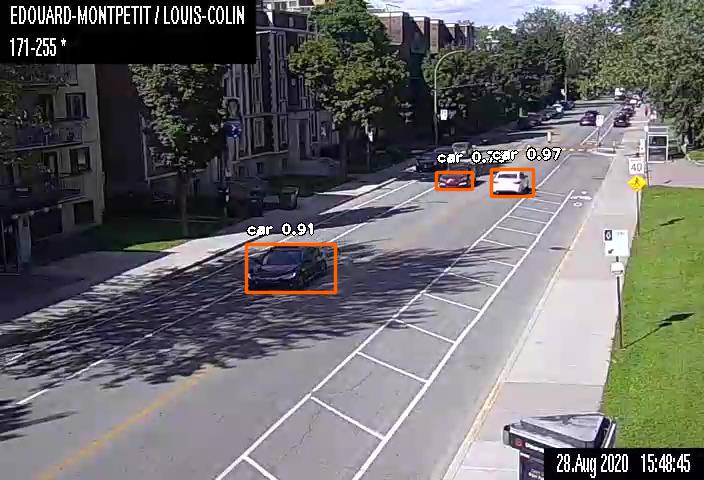 EDOUARD-MONTPETIT / LOUIS-COLIN
171-255 *
car 0.97
car 0.91
40
28.Aug 2020 15:48:45